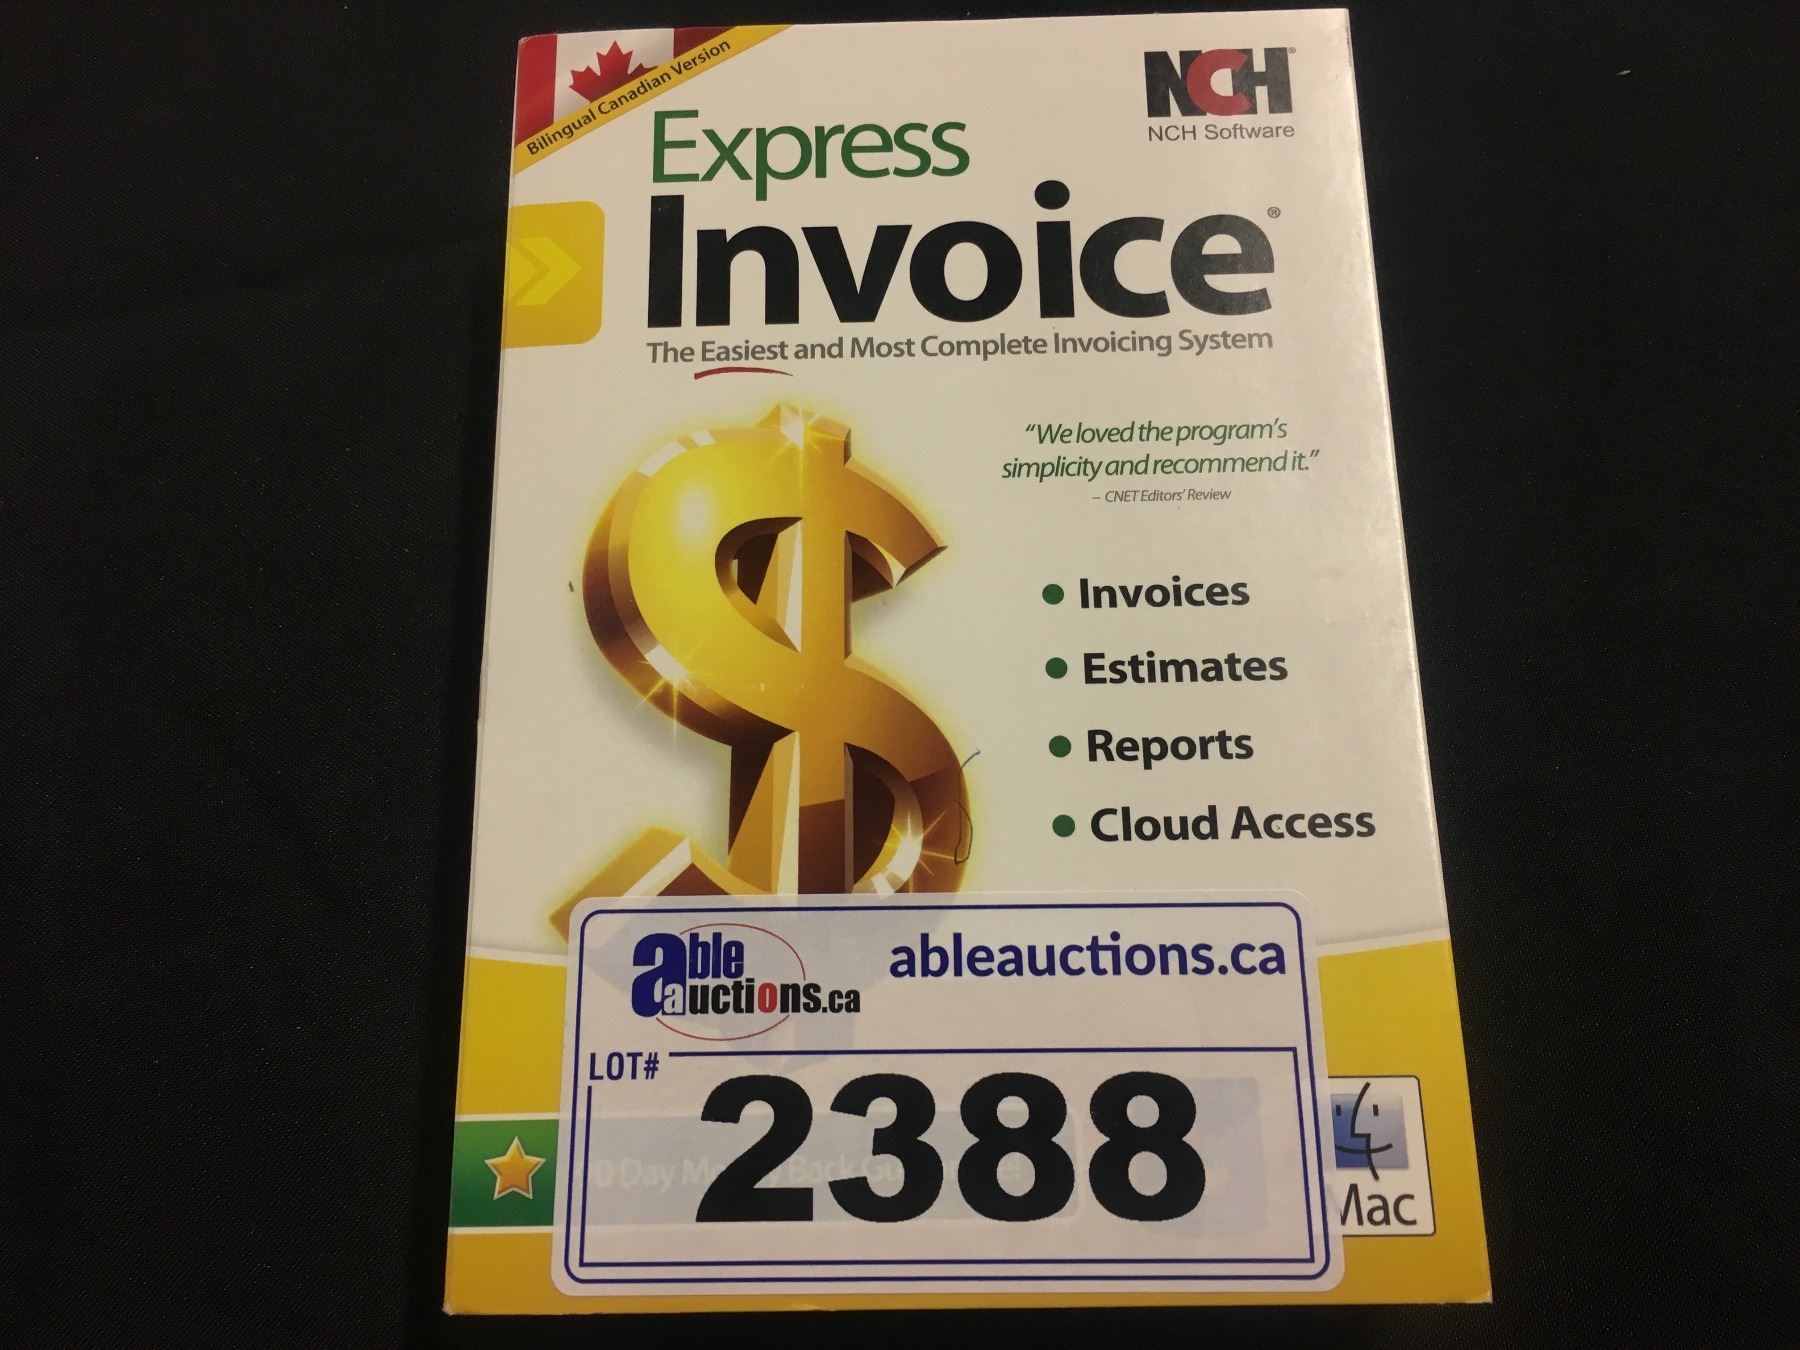 Bilingual Canadian Version
NCH®
NCH Software
Express
Invoice®
The Easiest and Most Complete Invoicing System
“We loved the program’s
simplicity and recommend it.”
– CNET Editors’ Review
• Invoices
• Estimates
• Reports
• Cloud Access
able
auctions.ca
ableauctions.ca
LOT#
2388
Day Back
Mac